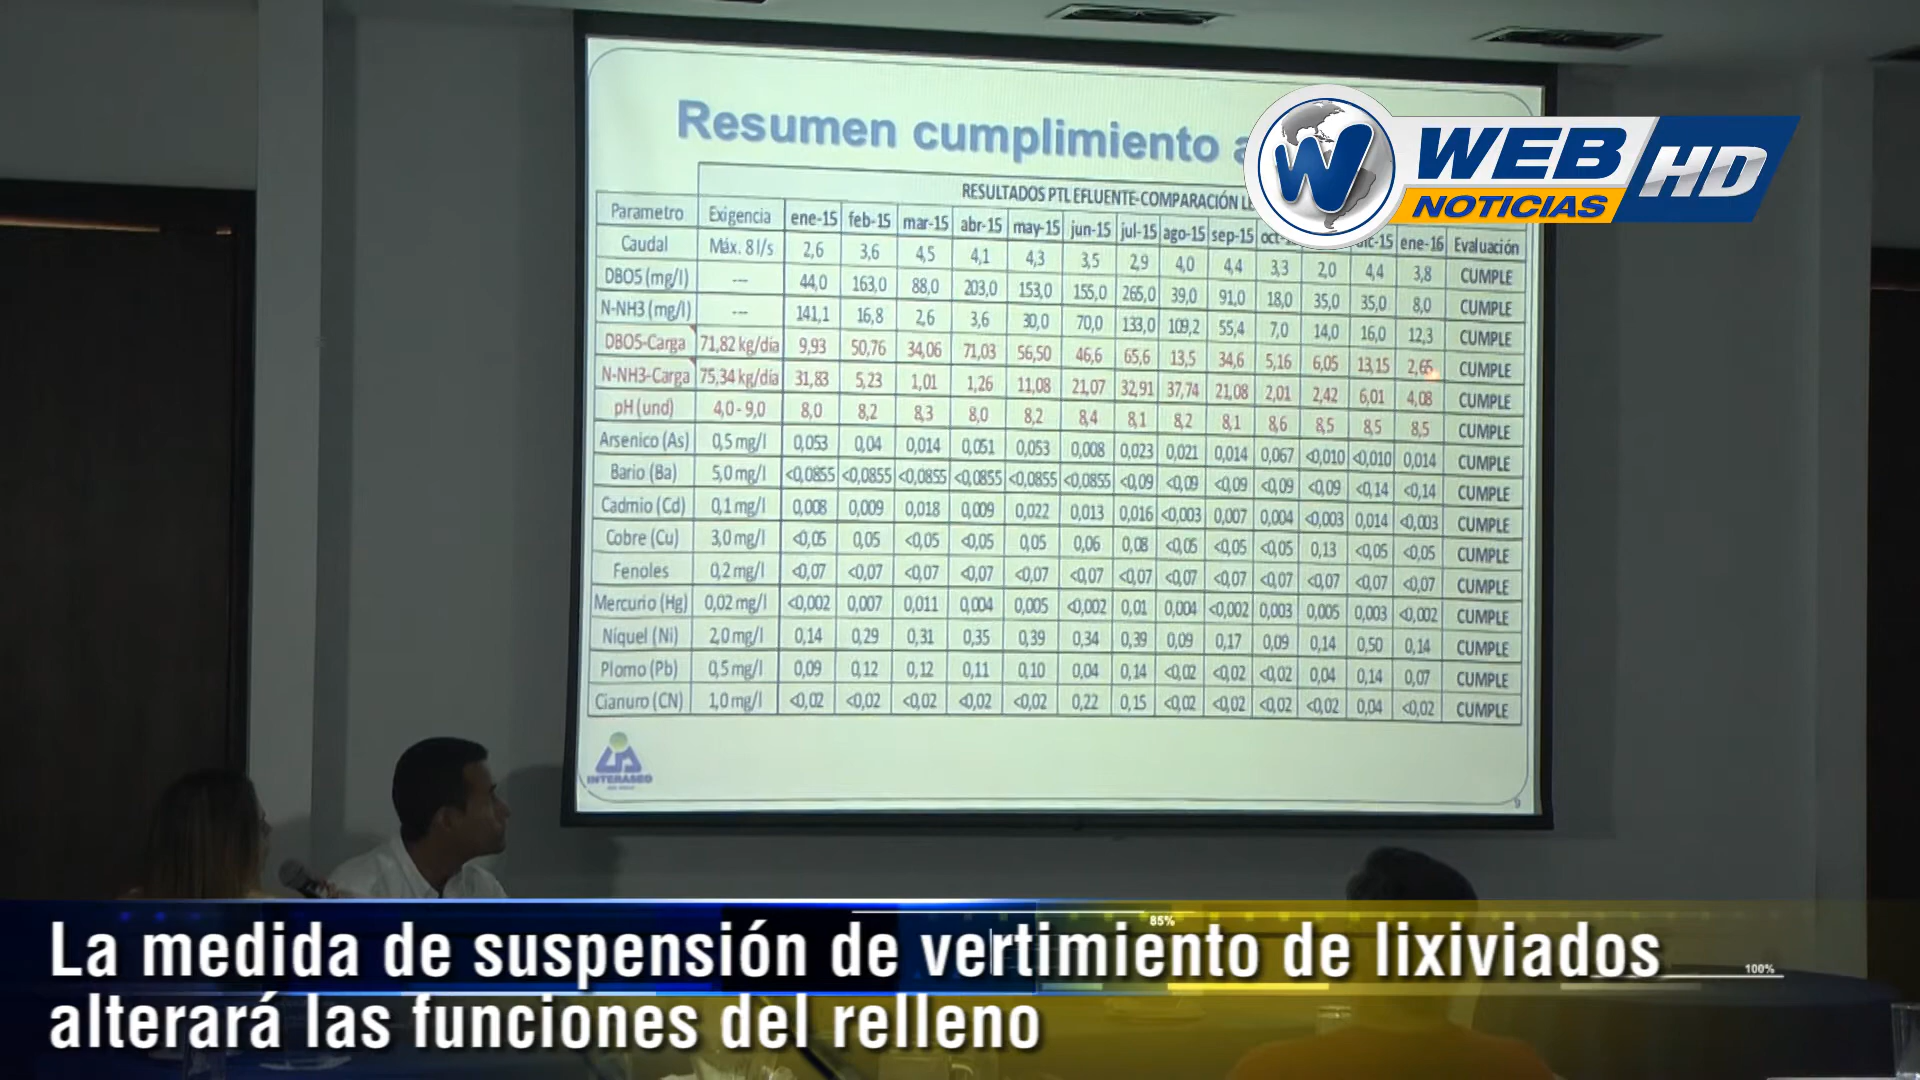 Resumen cumplimiento a
WEB HD
NOTICIAS
RESULTADOS PTL EFLUENTE-COMPARACIÓN LE
Parametro Exigencia ene-15 feb-15 mar-15 abr-15 may-15 jun-15 jul-15 ago-15 sep-15 oct- dic-15 ene-16 Evaluación
Caudal Máx. 8 l/s 2,6 3,6 4,5 4,1 4,3 3,5 2,9 4,0 4,4 3,3 2,0 4,4 3,8 CUMPLE
DBO5 (mg/l) --- 44,0 163,0 88,0 203,0 153,0 155,0 265,0 39,0 91,0 18,0 35,0 35,0 8,0 CUMPLE
N-NH3 (mg/l) --- 141,1 16,8 2,6 3,6 30,0 70,0 133,0 109,2 55,4 7,0 14,0 16,0 12,3 CUMPLE
DBO5-Carga 71,82 kg/día 9,93 50,76 34,06 71,03 56,50 46,6 65,6 13,5 34,6 5,16 6,05 13,15 2,65 CUMPLE
N-NH3-Carga 75,34 kg/día 31,83 5,23 1,01 1,26 11,08 21,07 32,91 37,74 21,08 2,01 2,42 6,01 4,08 CUMPLE
pH (und) 4,0 - 9,0 8,0 8,2 8,3 8,0 8,2 8,4 8,1 8,2 8,1 8,6 8,5 8,5 8,5 CUMPLE
Arsenico (As) 0,5 mg/l 0,053 0,04 0,014 0,051 0,053 0,008 0,023 0,021 0,014 0,067 <0,010 <0,010 0,014 CUMPLE
Bario (Ba) 5,0 mg/l <0,0855 <0,0855 <0,0855 <0,0855 <0,0855 <0,0855 <0,09 <0,09 <0,09 <0,09 <0,09 <0,14 <0,14 CUMPLE
Cadmio (Cd) 0,1 mg/l 0,008 0,009 0,018 0,009 0,022 0,013 0,016 <0,003 0,007 0,004 <0,003 0,014 <0,003 CUMPLE
Cobre (Cu) 3,0 mg/l <0,05 0,05 <0,05 <0,05 0,05 0,06 0,08 <0,05 <0,05 <0,05 0,13 <0,05 <0,05 CUMPLE
Fenoles 0,2 mg/l <0,07 <0,07 <0,07 <0,07 <0,07 <0,07 <0,07 <0,07 <0,07 <0,07 <0,07 <0,07 <0,07 CUMPLE
Mercurio (Hg) 0,02 mg/l <0,002 0,007 0,011 0,004 0,005 <0,002 0,01 0,004 <0,002 0,003 0,005 0,003 <0,002 CUMPLE
Níquel (Ni) 2,0 mg/l 0,14 0,29 0,31 0,35 0,39 0,34 0,39 0,09 0,17 0,09 0,14 0,50 0,14 CUMPLE
Plomo (Pb) 0,5 mg/l 0,09 0,12 0,12 0,11 0,10 0,04 0,14 <0,02 <0,02 <0,02 0,04 0,14 0,07 CUMPLE
Cianuro (CN) 1,0 mg/l <0,02 <0,02 <0,02 <0,02 <0,02 0,22 0,15 <0,02 <0,02 <0,02 <0,02 0,04 <0,02 CUMPLE
INTERASEO
9
85%
La medida de suspensión de vertimiento de lixiviados
100%
alterará las funciones del relleno